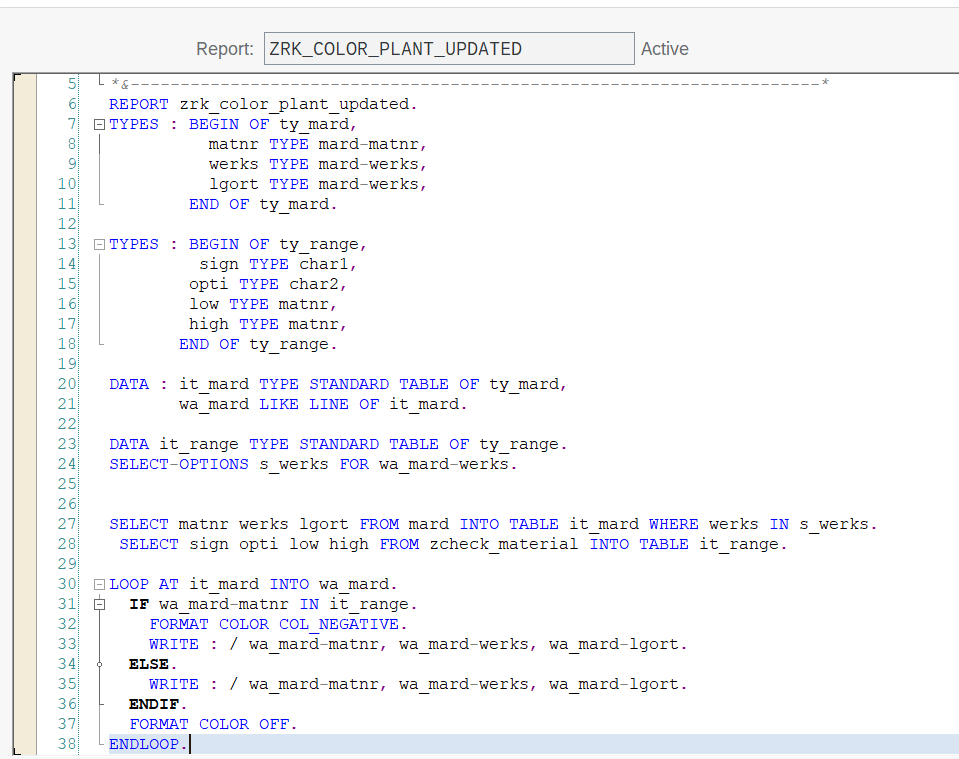 Report: ZRK_COLOR_PLANT_UPDATED Active
5 *&---------------------------------------------------------------------*
6 REPORT zrk_color_plant_updated.
7 TYPES : BEGIN OF ty_mard,
8 matnr TYPE mard-matnr,
9 werks TYPE mard-werks,
10 lgort TYPE mard-werks,
11 END OF ty_mard.
12
13 TYPES : BEGIN OF ty_range,
14 sign TYPE char1,
15 opti TYPE char2,
16 low TYPE matnr,
17 high TYPE matnr,
18 END OF ty_range.
19
20 DATA : it_mard TYPE STANDARD TABLE OF ty_mard,
21 wa_mard LIKE LINE OF it_mard.
22
23 DATA it_range TYPE STANDARD TABLE OF ty_range.
24 SELECT-OPTIONS s_werks FOR wa_mard-werks.
25
26
27 SELECT matnr werks lgort FROM mard INTO TABLE it_mard WHERE werks IN s_werks.
28 SELECT sign opti low high FROM zcheck_material INTO TABLE it_range.
29
30 LOOP AT it_mard INTO wa_mard.
31 IF wa_mard-matnr IN it_range.
32 FORMAT COLOR COL_NEGATIVE.
33 WRITE : / wa_mard-matnr, wa_mard-werks, wa_mard-lgort.
34 ELSE.
35 WRITE : / wa_mard-matnr, wa_mard-werks, wa_mard-lgort.
36 ENDIF.
37 FORMAT COLOR OFF.
38 ENDLOOP.